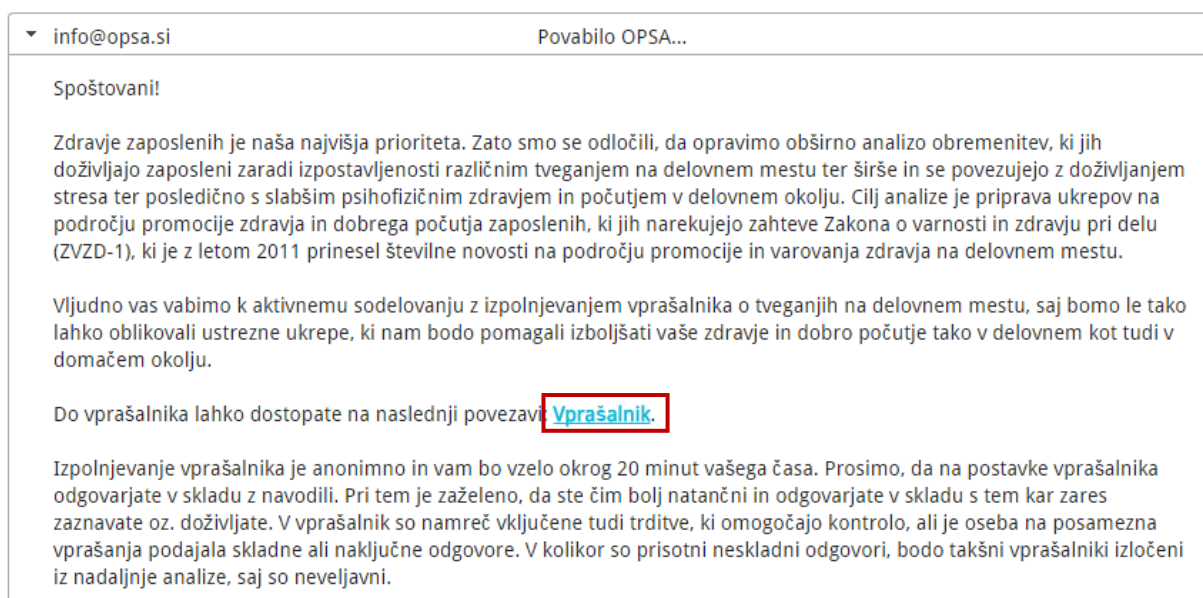 info@opsa.si Povabilo OPSA...
Spoštovani!
Zdravje zaposlenih je naša najvišja prioriteta. Zato smo se odločili, da opravimo obširno analizo obremenitev, ki jih
doživljajo zaposleni zaradi izpostavljenosti različnim tveganjem na delovnem mestu ter širše in se povezujejo z doživljanjem
stresa ter posledično s slabšim psihofizičnim zdravjem in počutjem v delovnem okolju. Cilj analize je priprava ukrepov na
področju promocije zdravja in dobrega počutja zaposlenih, ki jih narekujejo zahteve Zakona o varnosti in zdravju pri delu
(ZVZD-1), ki je z letom 2011 prinesel številne novosti na področju promocije in varovanja zdravja na delovnem mestu.
Vljudno vas vabimo k aktivnemu sodelovanju z izpolnjevanjem vprašalnika o tveganjih na delovnem mestu, saj bomo le tako
lahko oblikovali ustrezne ukrepe, ki nam bodo pomagali izboljšati vaše zdravje in dobro počutje tako v delovnem kot tudi v
domačem okolju.
Do vprašalnika lahko dostopate na naslednji povezavi: Vprašalnik.
Izpolnjevanje vprašalnika je anonimno in vam bo vzelo okrog 20 minut vašega časa. Prosimo, da na postavke vprašalnika
odgovarjate v skladu z navodili. Pri tem je zaželeno, da ste čim bolj natančni in odgovarjate v skladu s tem kar zares
zaznavate oz. doživljate. V vprašalnik so namreč vključene tudi trditve, ki omogočajo kontrolo, ali je oseba na posamezna
vprašanja podajala skladne ali naključne odgovore. V kolikor so prisotni neskladni odgovori, bodo takšni vprašalniki izločeni
iz nadaljnje analize, saj so neveljavni.